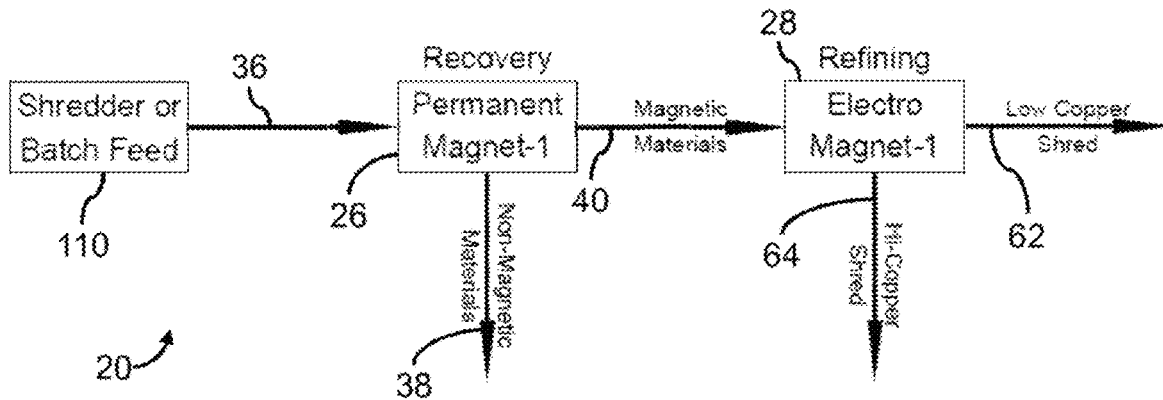 28
36
Recovery
Refining
Shredder or
Batch Feed
Permanent
Magnet-1
Magnetic
Materials
Electro
Magnet-1
Low Copper
Shred
110
26
40
64
62
Non-Magnetic
Materials
Hi-Copper
Shred
20
38